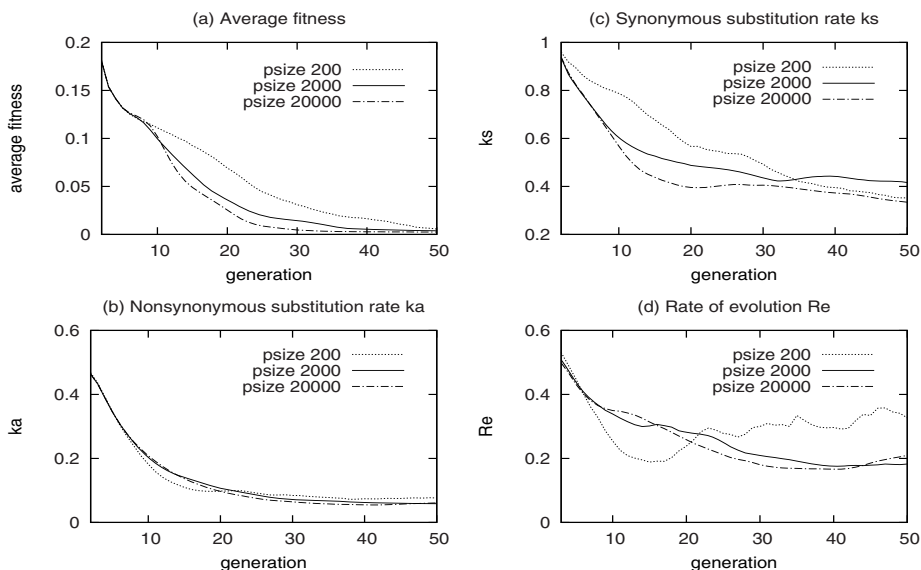 (a) Average fitness
0.2
0.15
0.1
0.05
0
average fitness
psize 200
psize 2000
psize 20000
10 20 30 40 50
generation
(c) Synonymous substitution rate ks
1
0.8
0.6
0.4
0.2
ks
psize 200
psize 2000
psize 20000
10 20 30 40 50
generation
(b) Nonsynonymous substitution rate ka
0.6
0.4
0.2
0
ka
psize 200
psize 2000
psize 20000
10 20 30 40 50
generation
(d) Rate of evolution Re
0.6
0.4
0.2
0
Re
psize 200
psize 2000
psize 20000
10 20 30 40 50
generation